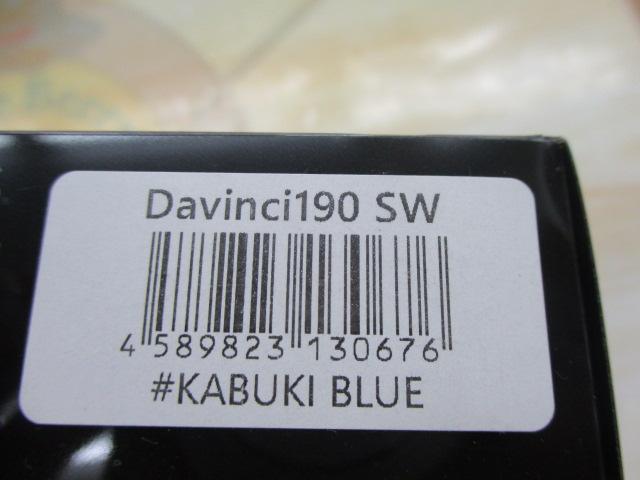 Davinci190 SW
4 589823 130676
#KABUKI BLUE